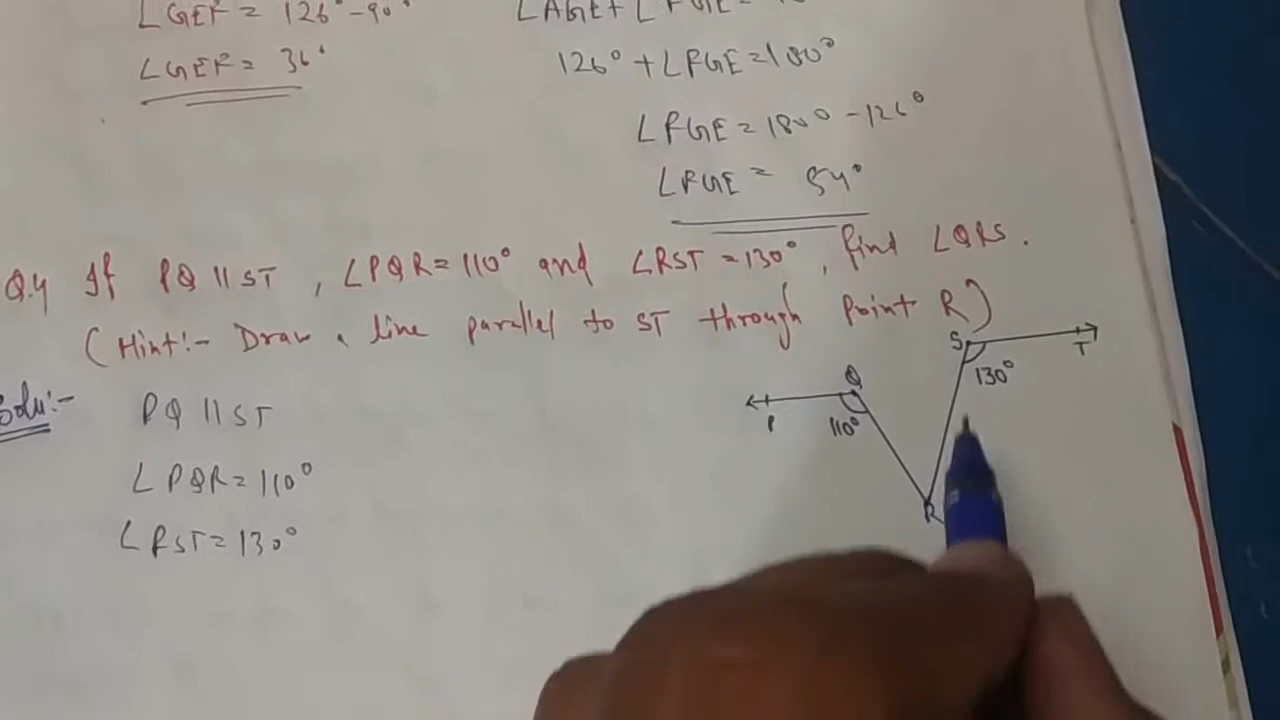 ∠GEF = 126° - 90°
∠AGE + ∠FGE =
∠GEF = 36°
126° + ∠FGE = 180°
∠FGE = 180° - 126°
∠FGE = 54°
Q.4 If PQ || ST, ∠PQR = 110° and ∠RST = 130°, find ∠QRS.
(Hint:- Draw a line parallel to ST through point R)
Solu:- PQ || ST
∠PQR = 110°
∠RST = 130°
S
T
130°
Q
P
110°
R